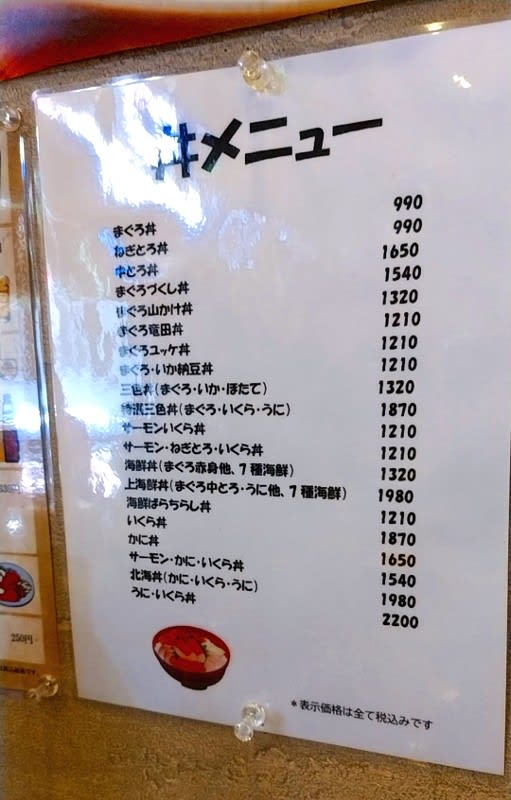 丼メニュー
まぐろ丼 990
ねぎとろ丼 990
中とろ丼 1650
まぐろづくし丼 1540
まぐろ山かけ丼 1320
まぐろ竜田丼 1210
まぐろユッケ丼 1210
まぐろ・いか納豆丼 1210
三色丼(まぐろ・いか・ほたて) 1320
特選三色丼(まぐろ・いくら・うに) 1870
サーモンいくら丼 1210
サーモン・ねぎとろ・いくら丼 1210
海鮮丼(まぐろ赤身他、7種海鮮) 1320
上海鮮丼(まぐろ中とろ・うに他、7種海鮮) 1980
海鮮ばらちらし丼 1210
いくら丼 1870
かに丼 1650
サーモン・かに・いくら丼 1540
北海丼(かに・いくら・うに) 1980
うに・いくら丼 2200
*表示価格は全て税込みです
250円